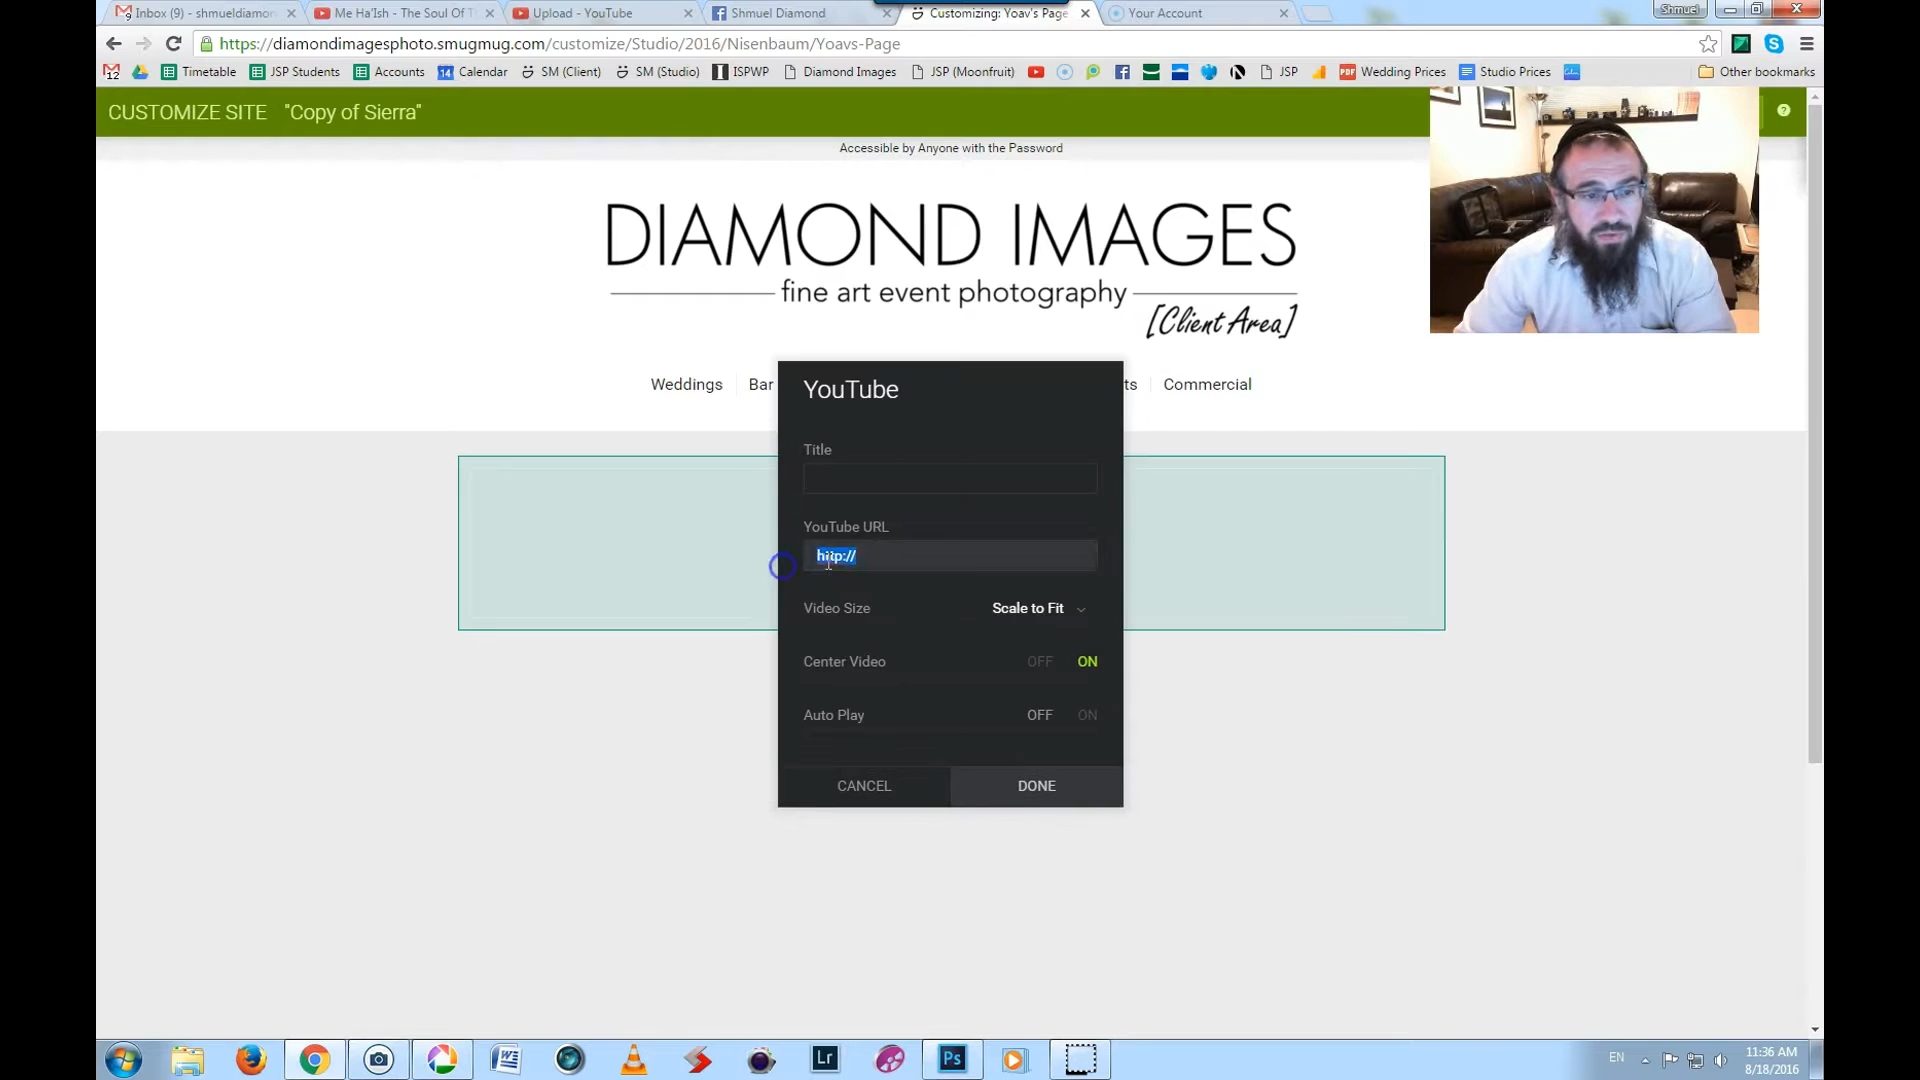 Inbox (9) - shmueldiamon
Me Ha'Ish - The Soul Of T
Upload - YouTube
Shmuel Diamond
Customizing: Yoav's Page
Your Account
Shmuel
https://diamondimagesphoto.smugmug.com/customize/Studio/2016/Nisenbaum/Yoavs-Page
12
Timetable
JSP Students
Accounts
14
Calendar
SM (Client)
SM (Studio)
ISPWP
Diamond Images
JSP (Moonfruit)
JSP
PDF
Wedding Prices
Studio Prices
Other bookmarks
CUSTOMIZE SITE "Copy of Sierra"
?
Accessible by Anyone with the Password
DIAMOND IMAGES
fine art event photography
[Client Area]
Weddings
Bar
ts
Commercial
YouTube
Title
YouTube URL
http://
Video Size
Scale to Fit
Center Video
OFF
ON
Auto Play
OFF
ON
CANCEL
DONE
Lr
Ps
EN
11:36 AM
8/18/2016